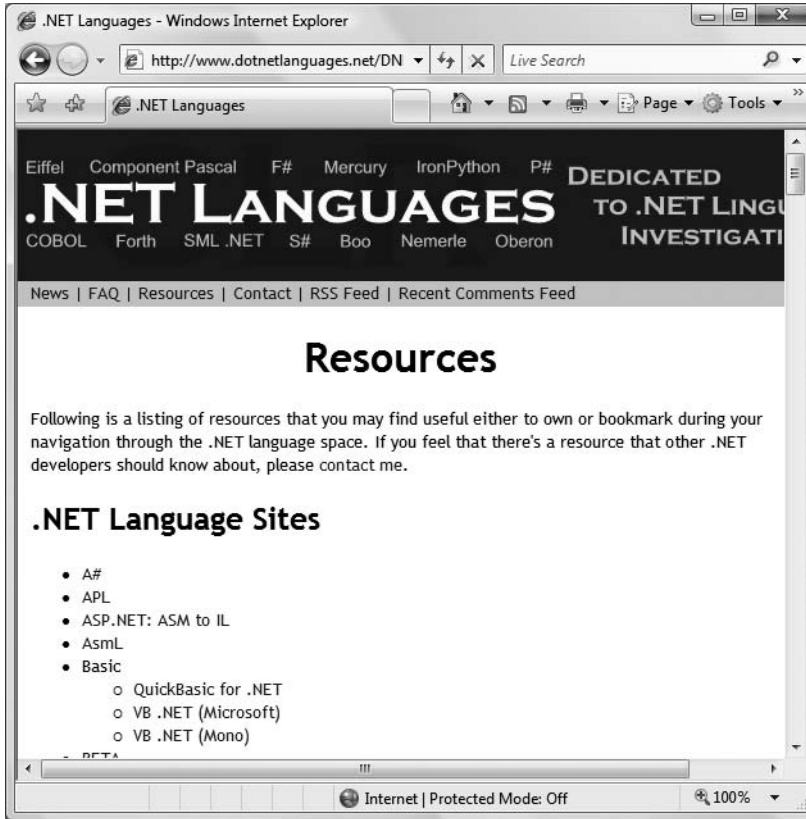 .NET Languages - Windows Internet Explorer
http://www.dotnetlanguages.net/DN
Live Search
.NET Languages
Page
Tools
Eiffel Component Pascal F# Mercury IronPython P#
.NET LANGUAGES
COBOL Forth SML .NET S# Boo Nemerle Oberon
DEDICATED
TO .NET LINGU
INVESTIGATI
News | FAQ | Resources | Contact | RSS Feed | Recent Comments Feed
Resources
Following is a listing of resources that you may find useful either to own or bookmark during your
navigation through the .NET language space. If you feel that there's a resource that other .NET
developers should know about, please contact me.
.NET Language Sites
• A#
• APL
• ASP.NET: ASM to IL
• AsmL
• Basic
○ QuickBasic for .NET
○ VB .NET (Microsoft)
○ VB .NET (Mono)
Internet | Protected Mode: Off
100%